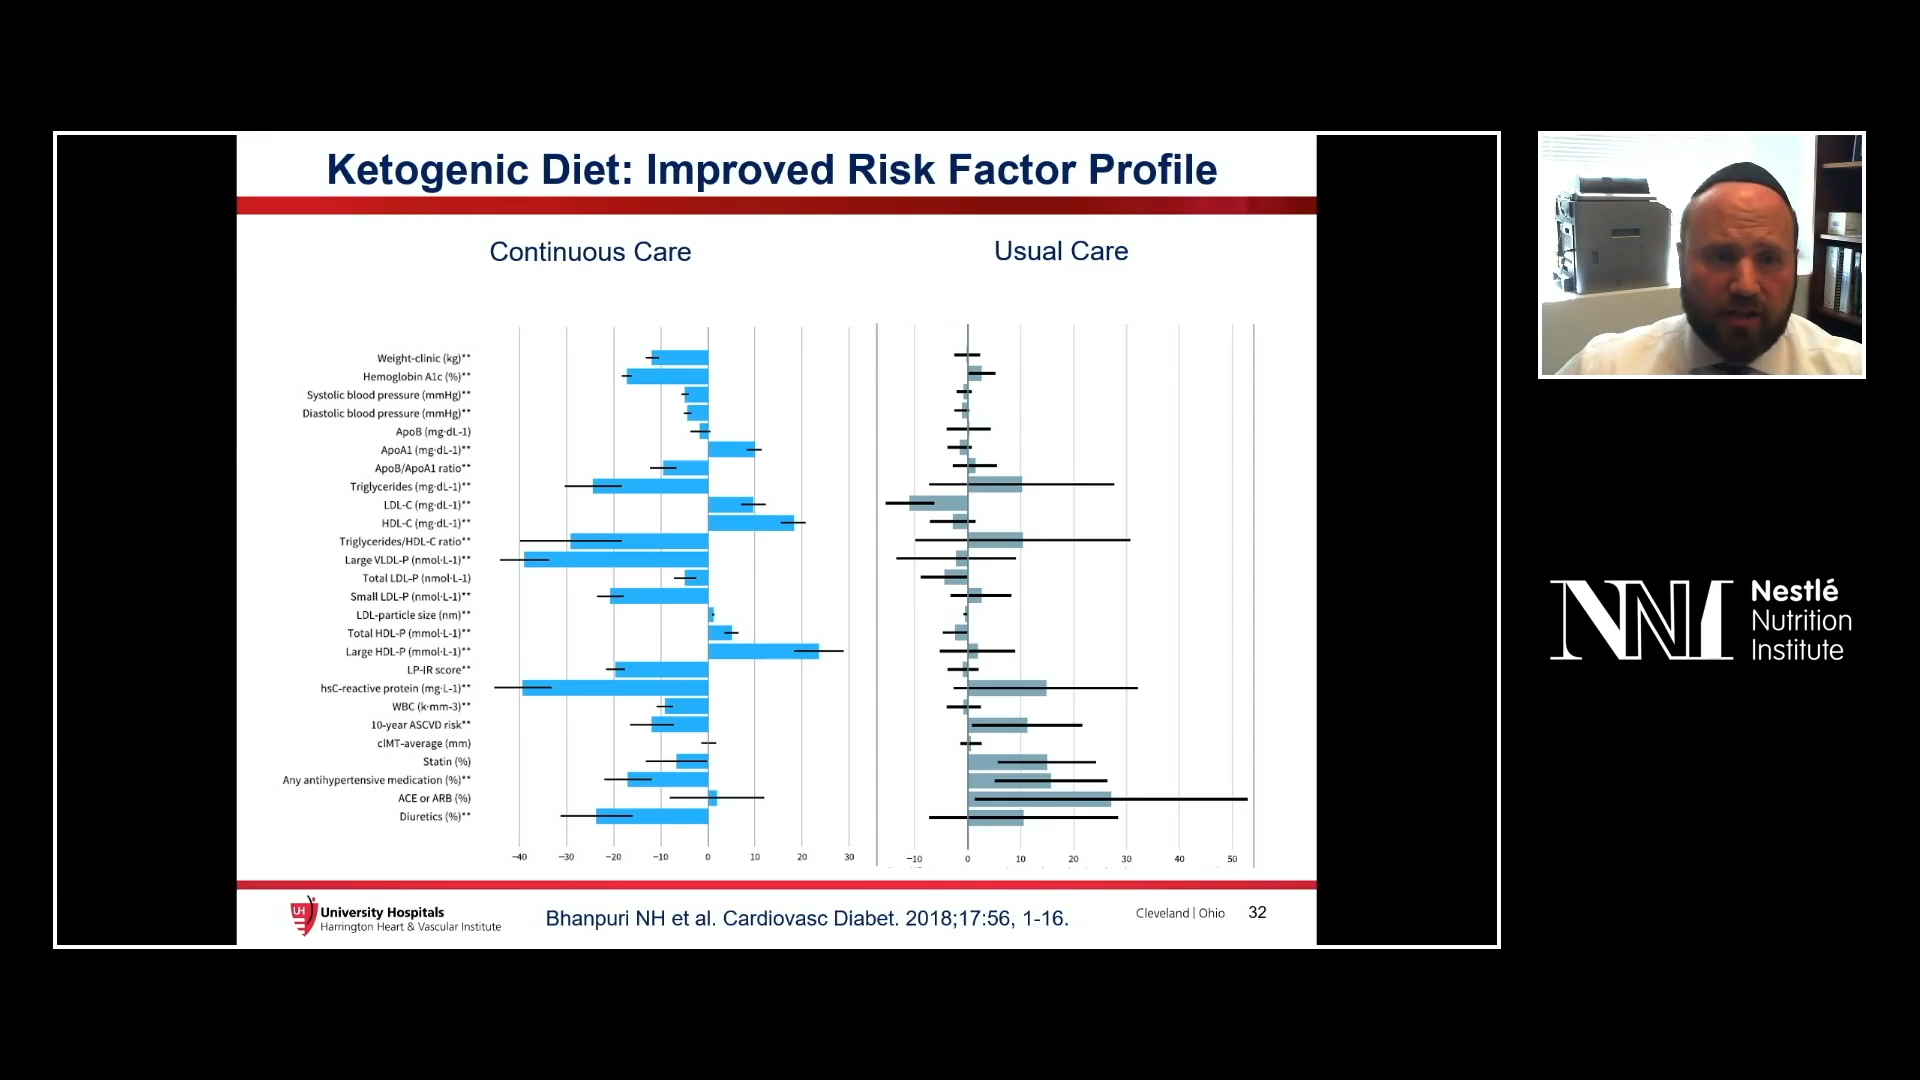 Ketogenic Diet: Improved Risk Factor Profile
Continuous Care
Usual Care
Weight-clinic (kg)**
Hemoglobin A1c (%)**
Systolic blood pressure (mmHg)**
Diastolic blood pressure (mmHg)**
ApoB (mg·dL-1)
ApoA1 (mg·dL-1)**
ApoB/ApoA1 ratio**
Triglycerides (mg·dL-1)**
LDL-C (mg·dL-1)**
HDL-C (mg·dL-1)**
Triglycerides/HDL-C ratio**
Large VLDL-P (nmol·L-1)**
Total LDL-P (nmol·L-1)
Small LDL-P (nmol·L-1)**
LDL-particle size (nm)**
Total HDL-P (mmol·L-1)**
Large HDL-P (mmol·L-1)**
LP-IR score**
hsC-reactive protein (mg·L-1)**
WBC (k·mm-3)**
10-year ASCVD risk**
cIMT-average (mm)
Statin (%)
Any antihypertensive medication (%)**
ACE or ARB (%)
Diuretics (%)**
−40 −30 −20 −10 0 10 20 30
−10 0 10 20 30 40 50
UH
University Hospitals
Harrington Heart & Vascular Institute
Bhanpuri NH et al. Cardiovasc Diabet. 2018;17:56, 1-16.
Cleveland | Ohio 32
NNI
Nestlé
Nutrition
Institute